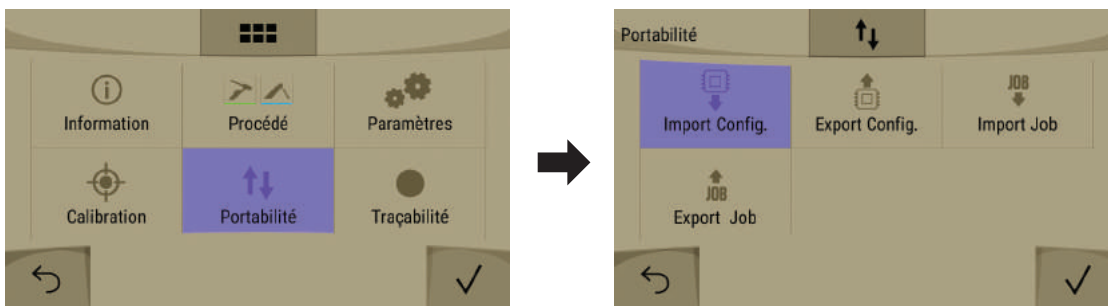 Information
Procédé
Paramètres
Calibration
Portabilité
Traçabilité
Portabilité
Import Config.
Export Config.
JOB
Import Job
JOB
Export Job